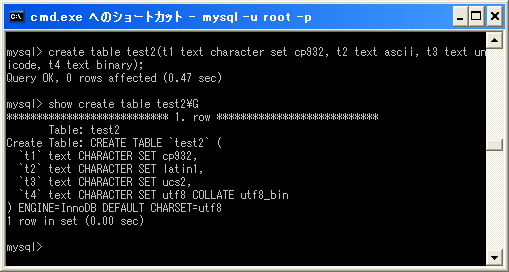 cmd.exe へのショートカット - mysql -u root -p
mysql> create table test2(t1 text character set cp932, t2 text ascii, t3 text un
icode, t4 text binary);
Query OK, 0 rows affected (0.47 sec)
mysql> show create table test2¥G
*************************** 1. row ***************************
Table: test2
Create Table: CREATE TABLE `test2` (
`t1` text CHARACTER SET cp932,
`t2` text CHARACTER SET latin1,
`t3` text CHARACTER SET ucs2,
`t4` text CHARACTER SET utf8 COLLATE utf8_bin
) ENGINE=InnoDB DEFAULT CHARSET=utf8
1 row in set (0.00 sec)
mysql>